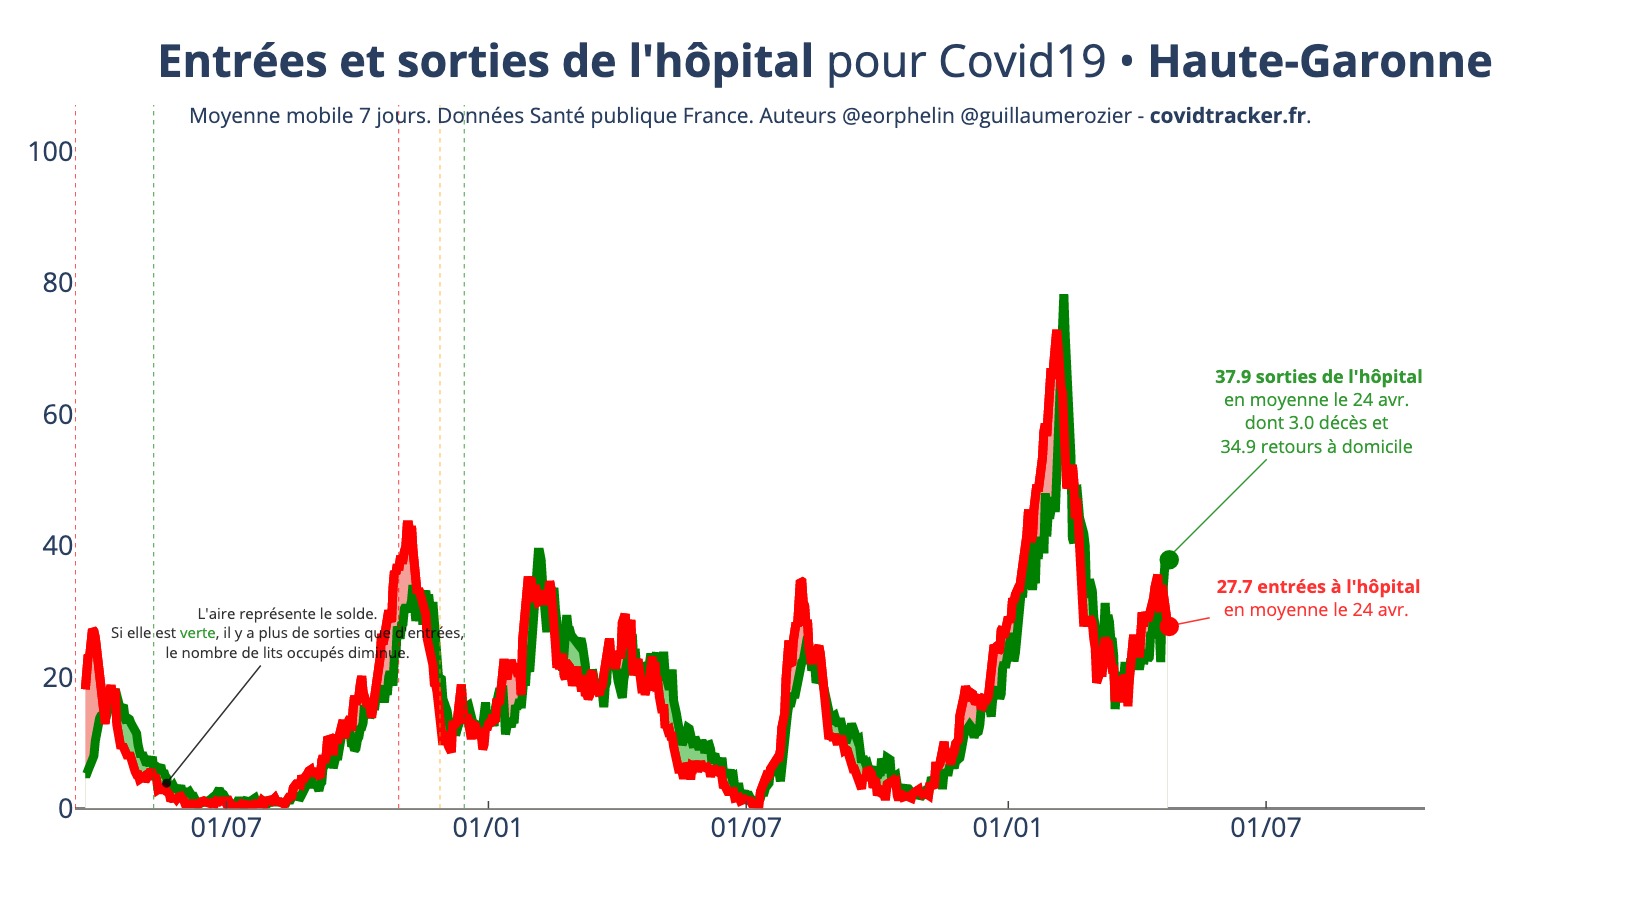 Entrées et sorties de l'hôpital pour Covid19 • Haute-Garonne
Moyenne mobile 7 jours. Données Santé publique France. Auteurs @eorphelin @guillaumerozier - covidtracker.fr.
100
80
60
40
20
0
37.9 sorties de l'hôpital
en moyenne le 24 avr.
dont 3.0 décès et
34.9 retours à domicile
27.7 entrées à l'hôpital
en moyenne le 24 avr.
L'aire représente le solde.
Si elle est verte, il y a plus de sorties que d'entrées,
le nombre de lits occupés diminue.
01/07
01/01
01/07
01/01
01/07